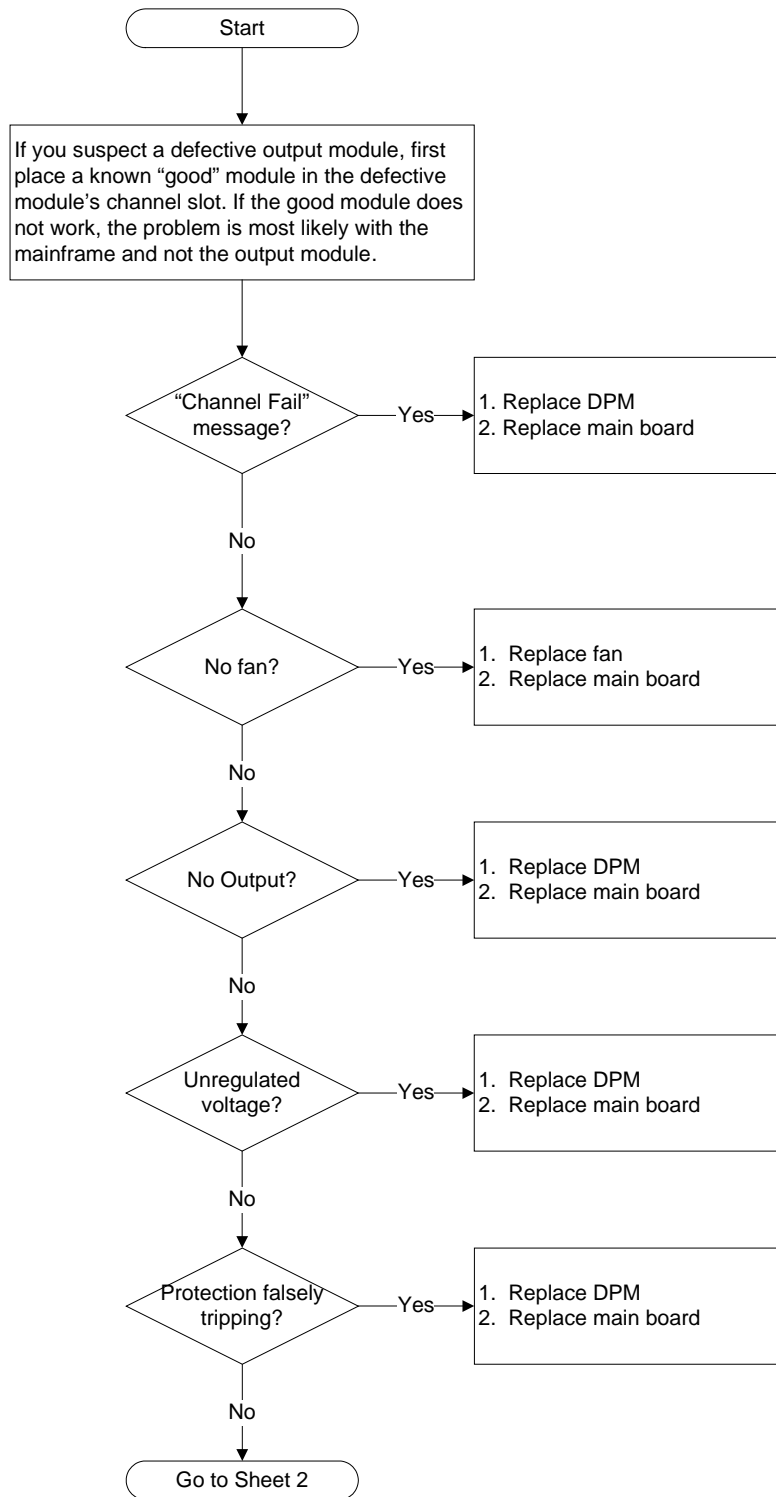 Start
If you suspect a defective output module, first
place a known “good” module in the defective
module’s channel slot. If the good module does
not work, the problem is most likely with the
mainframe and not the output module.
“Channel Fail”
message?
Yes
1. Replace DPM
2. Replace main board
No
No fan?
Yes
1. Replace fan
2. Replace main board
No
No Output?
Yes
1. Replace DPM
2. Replace main board
No
Unregulated
voltage?
Yes
1. Replace DPM
2. Replace main board
No
Protection falsely
tripping?
Yes
1. Replace DPM
2. Replace main board
No
Go to Sheet 2